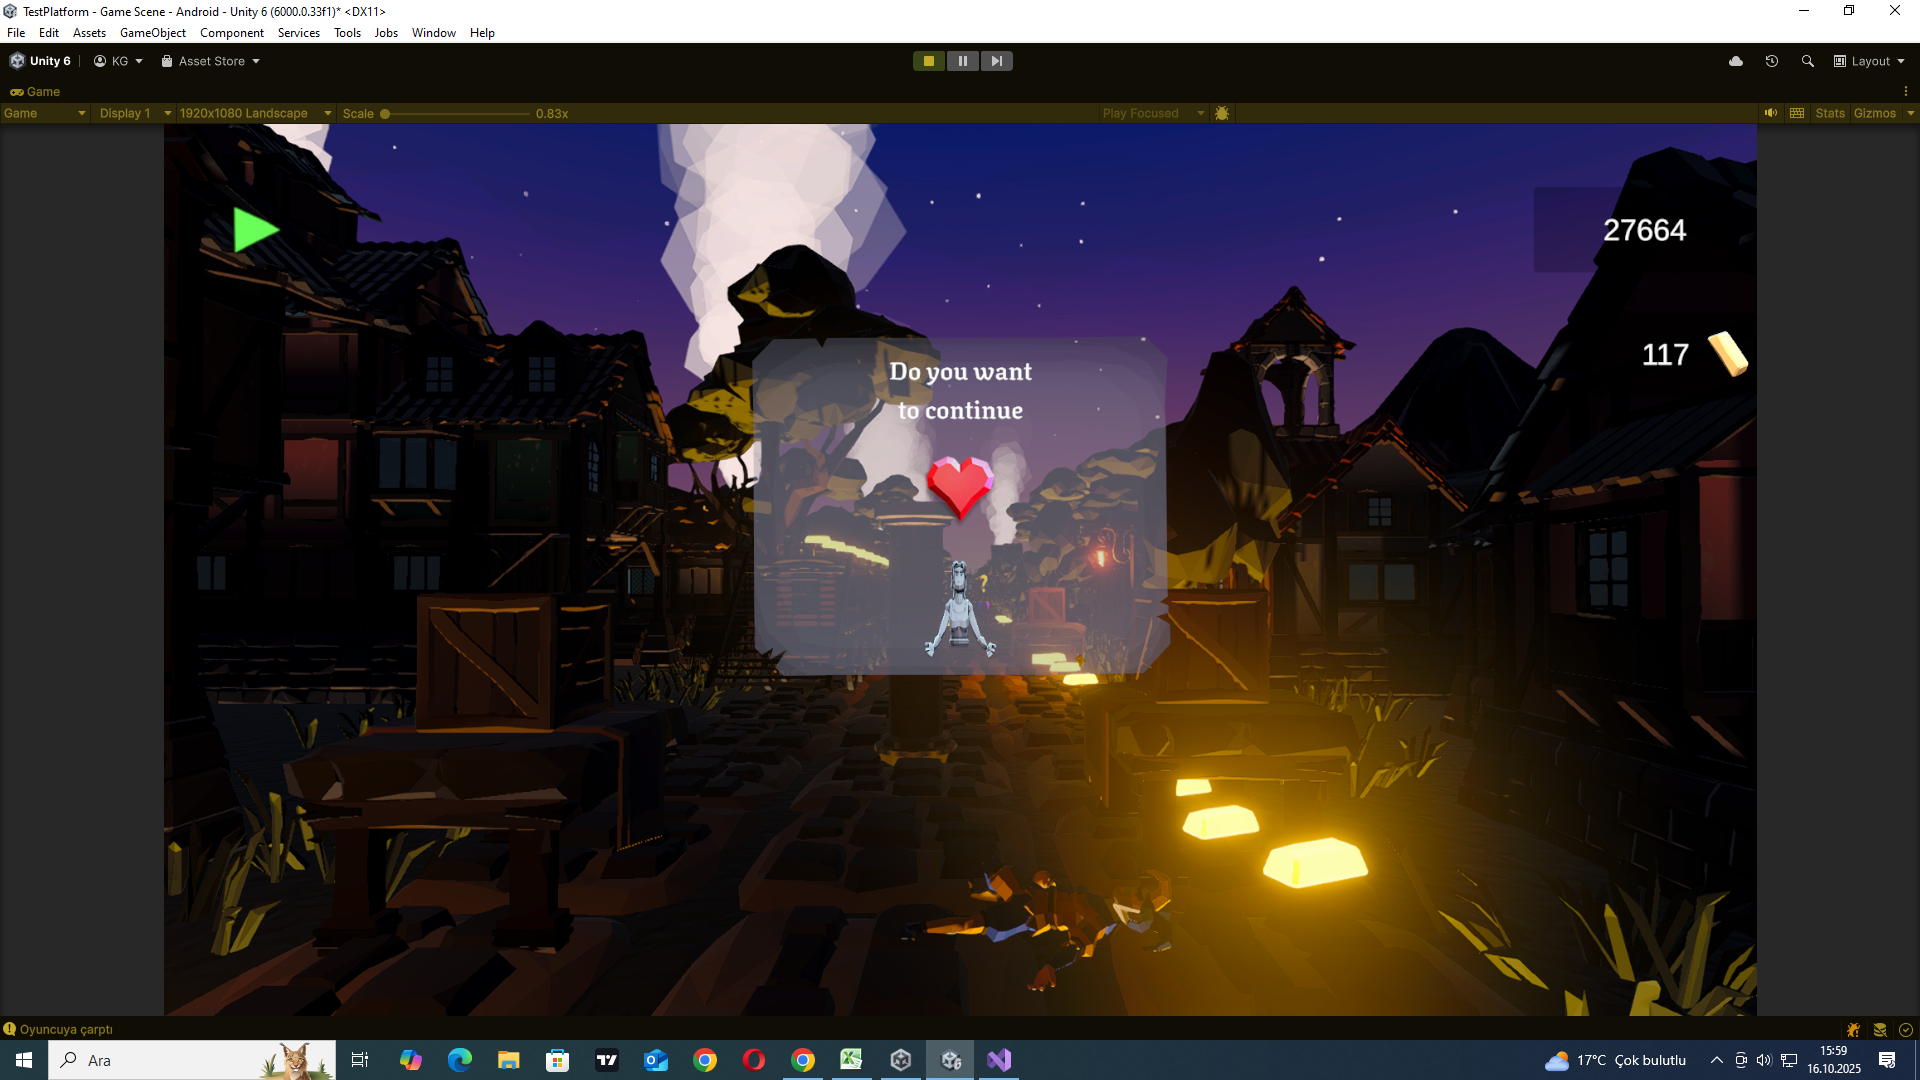 TestPlatform - Game Scene - Android - Unity 6 (6000.0.33f1)* <DX11>
File Edit Assets GameObject Component Services Tools Jobs Window Help
Unity 6 KG Asset Store Layout
Game
Game Display 1 1920x1080 Landscape Scale 0.83x Play Focused Stats Gizmos
27664
117
Do you want
to continue
?
Oyuncuya çarptı
Ara 17°C Çok bulutlu 15:59
16.10.2025